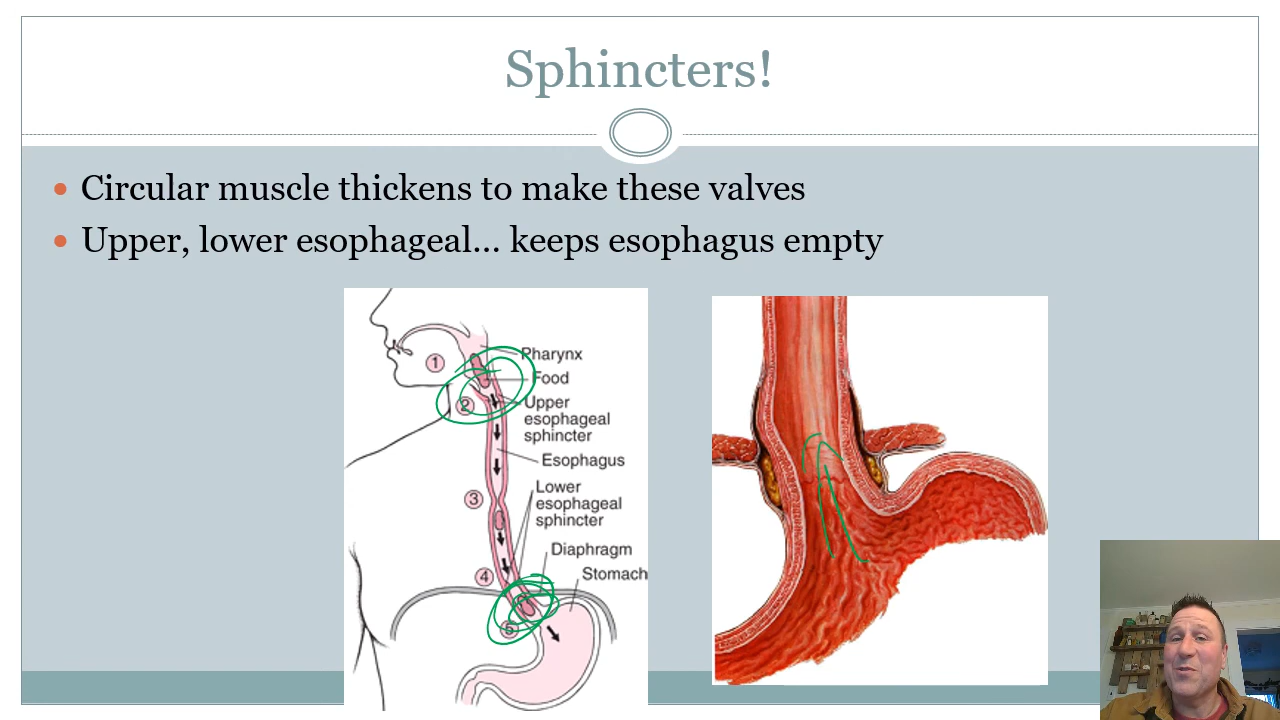 Sphincters!
Circular muscle thickens to make these valves
Upper, lower esophageal... keeps esophagus empty
Pharynx
1
Food
2
Upper
esophageal
sphincter
Esophagus
Lower
esophageal
sphincter
3
Diaphragm
4
Stomach
5